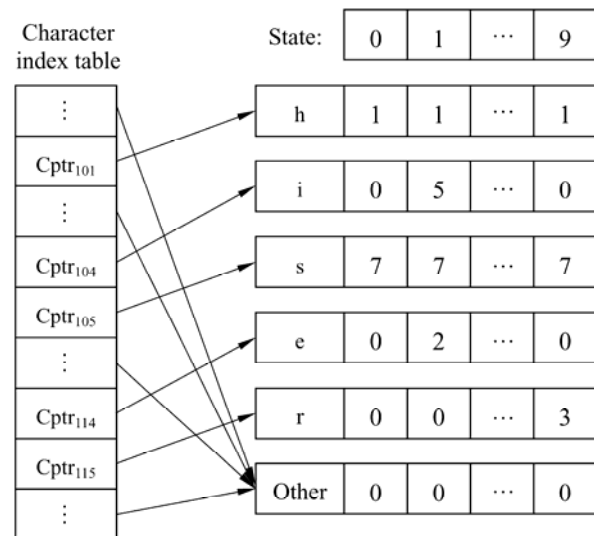 Character
index table
State: 0 1 ⋯ 9
⋮
h 1 1 ⋯ 1
Cptr₁₀₁
⋮
i 0 5 ⋯ 0
Cptr₁₀₄
s 7 7 ⋯ 7
Cptr₁₀₅
⋮
e 0 2 ⋯ 0
Cptr₁₁₄
r 0 0 ⋯ 3
Cptr₁₁₅
Other 0 0 ⋯ 0
⋮